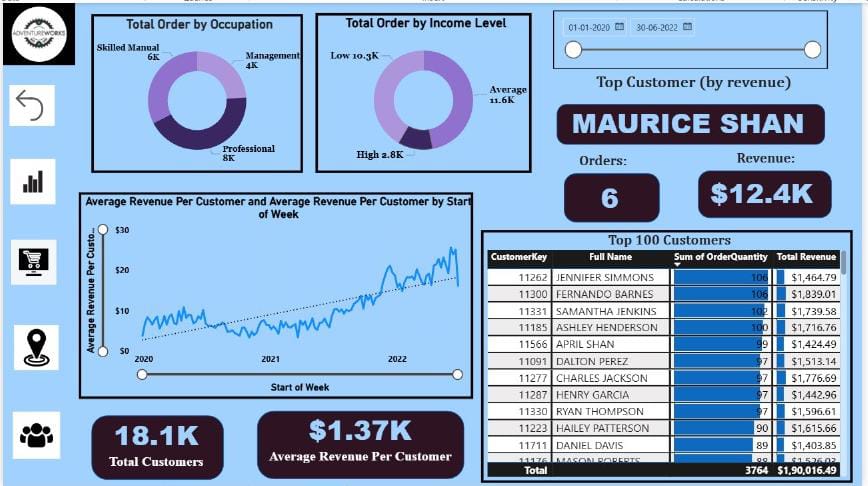 ADVENTUREWORKS
Total Order by Occupation
Skilled Manual
6K
Management
4K
Professional
8K
Total Order by Income Level
Low 10.3K
Average
11.6K
High 2.8K
01-01-2020
30-06-2022
Top Customer (by revenue)
MAURICE SHAN
Orders:
6
Revenue:
$12.4K
Average Revenue Per Customer and Average Revenue Per Customer by Start
of Week
Average Revenue Per Custo...
$30
$20
$10
$0
2020
2021
2022
Start of Week
18.1K
Total Customers
$1.37K
Average Revenue Per Customer
Top 100 Customers
CustomerKey Full Name Sum of OrderQuantity Total Revenue
11262 JENNIFER SIMMONS 106 $1,464.79
11300 FERNANDO BARNES 106 $1,839.01
11331 SAMANTHA JENKINS 102 $1,739.58
11185 ASHLEY HENDERSON 100 $1,716.76
11566 APRIL SHAN 99 $1,424.49
11091 DALTON PEREZ 97 $1,513.14
11277 CHARLES JACKSON 97 $1,776.69
11287 HENRY GARCIA 97 $1,442.96
11330 RYAN THOMPSON 97 $1,596.61
11223 HAILEY PATTERSON 90 $1,615.66
11711 DANIEL DAVIS 89 $1,403.85
11176 MASON ROBERTS 88
Total 3764 $1,90,016.49